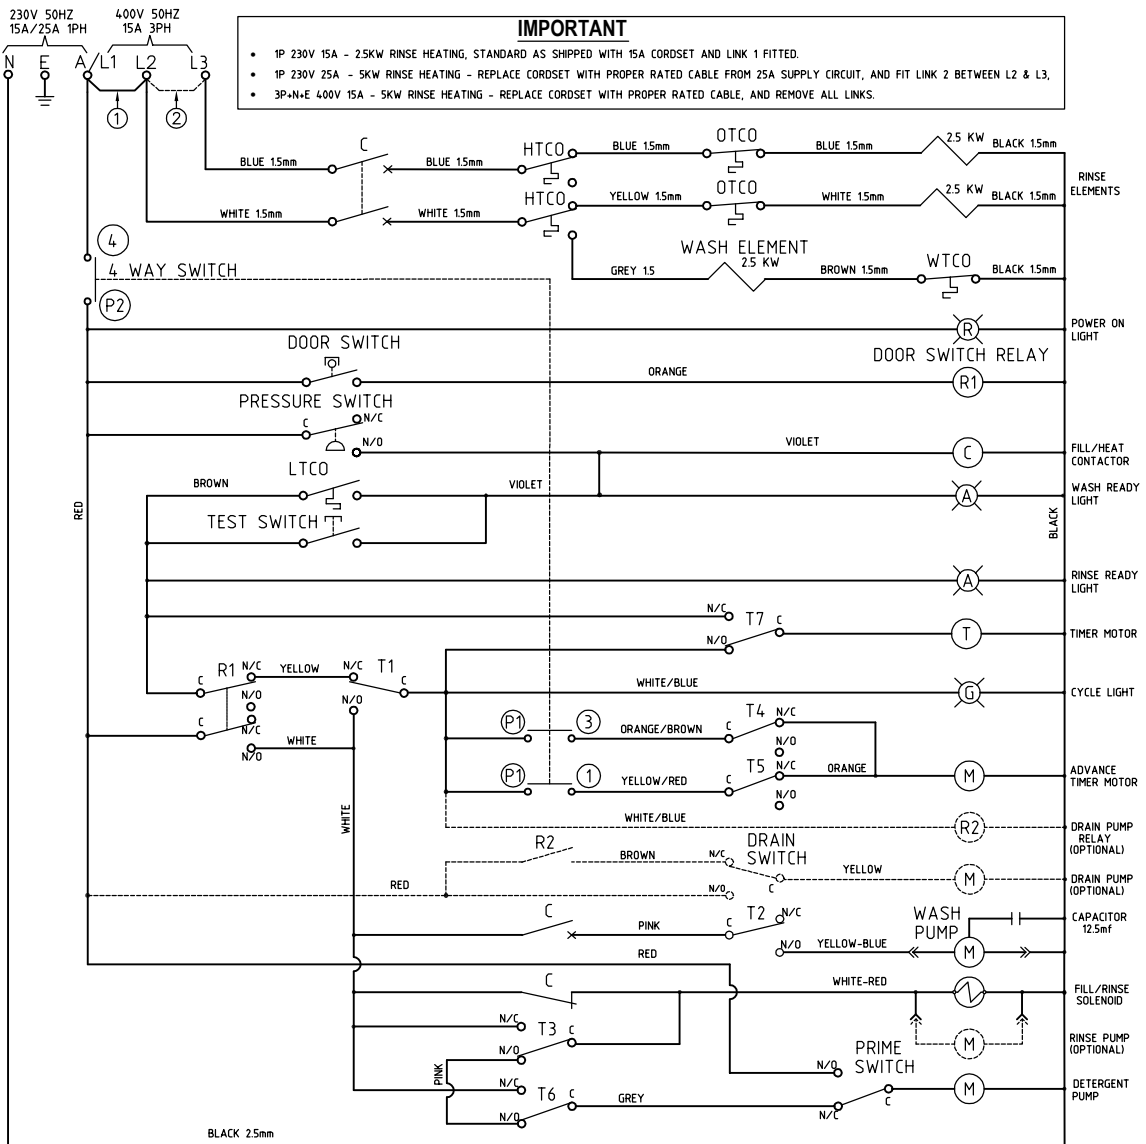 230V 50HZ
15A/25A 1PH
400V 50HZ
15A 3PH
N E A L1 L2 L3
1 2
IMPORTANT
• 1P 230V 15A - 2.5KW RINSE HEATING, STANDARD AS SHIPPED WITH 15A CORDSET AND LINK 1 FITTED.
• 1P 230V 25A - 5KW RINSE HEATING - REPLACE CORDSET WITH PROPER RATED CABLE FROM 25A SUPPLY CIRCUIT, AND FIT LINK 2 BETWEEN L2 & L3,
• 3P+N+E 400V 15A - 5KW RINSE HEATING - REPLACE CORDSET WITH PROPER RATED CABLE, AND REMOVE ALL LINKS.
C HTCO OTCO 2.5 KW
BLUE 1.5mm BLUE 1.5mm BLUE 1.5mm BLUE 1.5mm BLACK 1.5mm
RINSE
ELEMENTS
HTCO OTCO 2.5 KW
WHITE 1.5mm WHITE 1.5mm YELLOW 1.5mm WHITE 1.5mm BLACK 1.5mm
4
4 WAY SWITCH
P2
WASH ELEMENT
2.5 KW
WTCO
GREY 1.5 BROWN 1.5mm BLACK 1.5mm
R
POWER ON
LIGHT
DOOR SWITCH
DOOR SWITCH RELAY
ORANGE
R1
PRESSURE SWITCH
C N/C
N/O
VIOLET
C
FILL/HEAT
CONTACTOR
LTCO
BROWN VIOLET
A
WASH READY
LIGHT
RED
TEST SWITCH
BLACK
A
RINSE READY
LIGHT
N/C
T7 C
N/O
T
TIMER MOTOR
R1
C N/C YELLOW N/C T1
C
N/O N/O
WHITE/BLUE
G
CYCLE LIGHT
C N/C
N/O
WHITE
P1 3
ORANGE/BROWN
C T4 N/C
N/O
P1 1
YELLOW/RED
C T5 N/C
N/O
ORANGE
M
ADVANCE
TIMER MOTOR
WHITE
WHITE/BLUE
R2
DRAIN PUMP
RELAY
(OPTIONAL)
R2
BROWN
N/C
DRAIN
SWITCH
C
N/O
YELLOW
M
DRAIN PUMP
(OPTIONAL)
RED
C
PINK
C T2 N/C
N/O
YELLOW-BLUE
WASH
PUMP
M
CAPACITOR
12.5mf
RED
C
WHITE-RED
FILL/RINSE
SOLENOID
N/C
T3 C
N/O
M
RINSE PUMP
(OPTIONAL)
PINK
N/C
T6 C
N/O
GREY
PRIME
SWITCH
N/O
C
N/C
M
DETERGENT
PUMP
BLACK 2.5mm